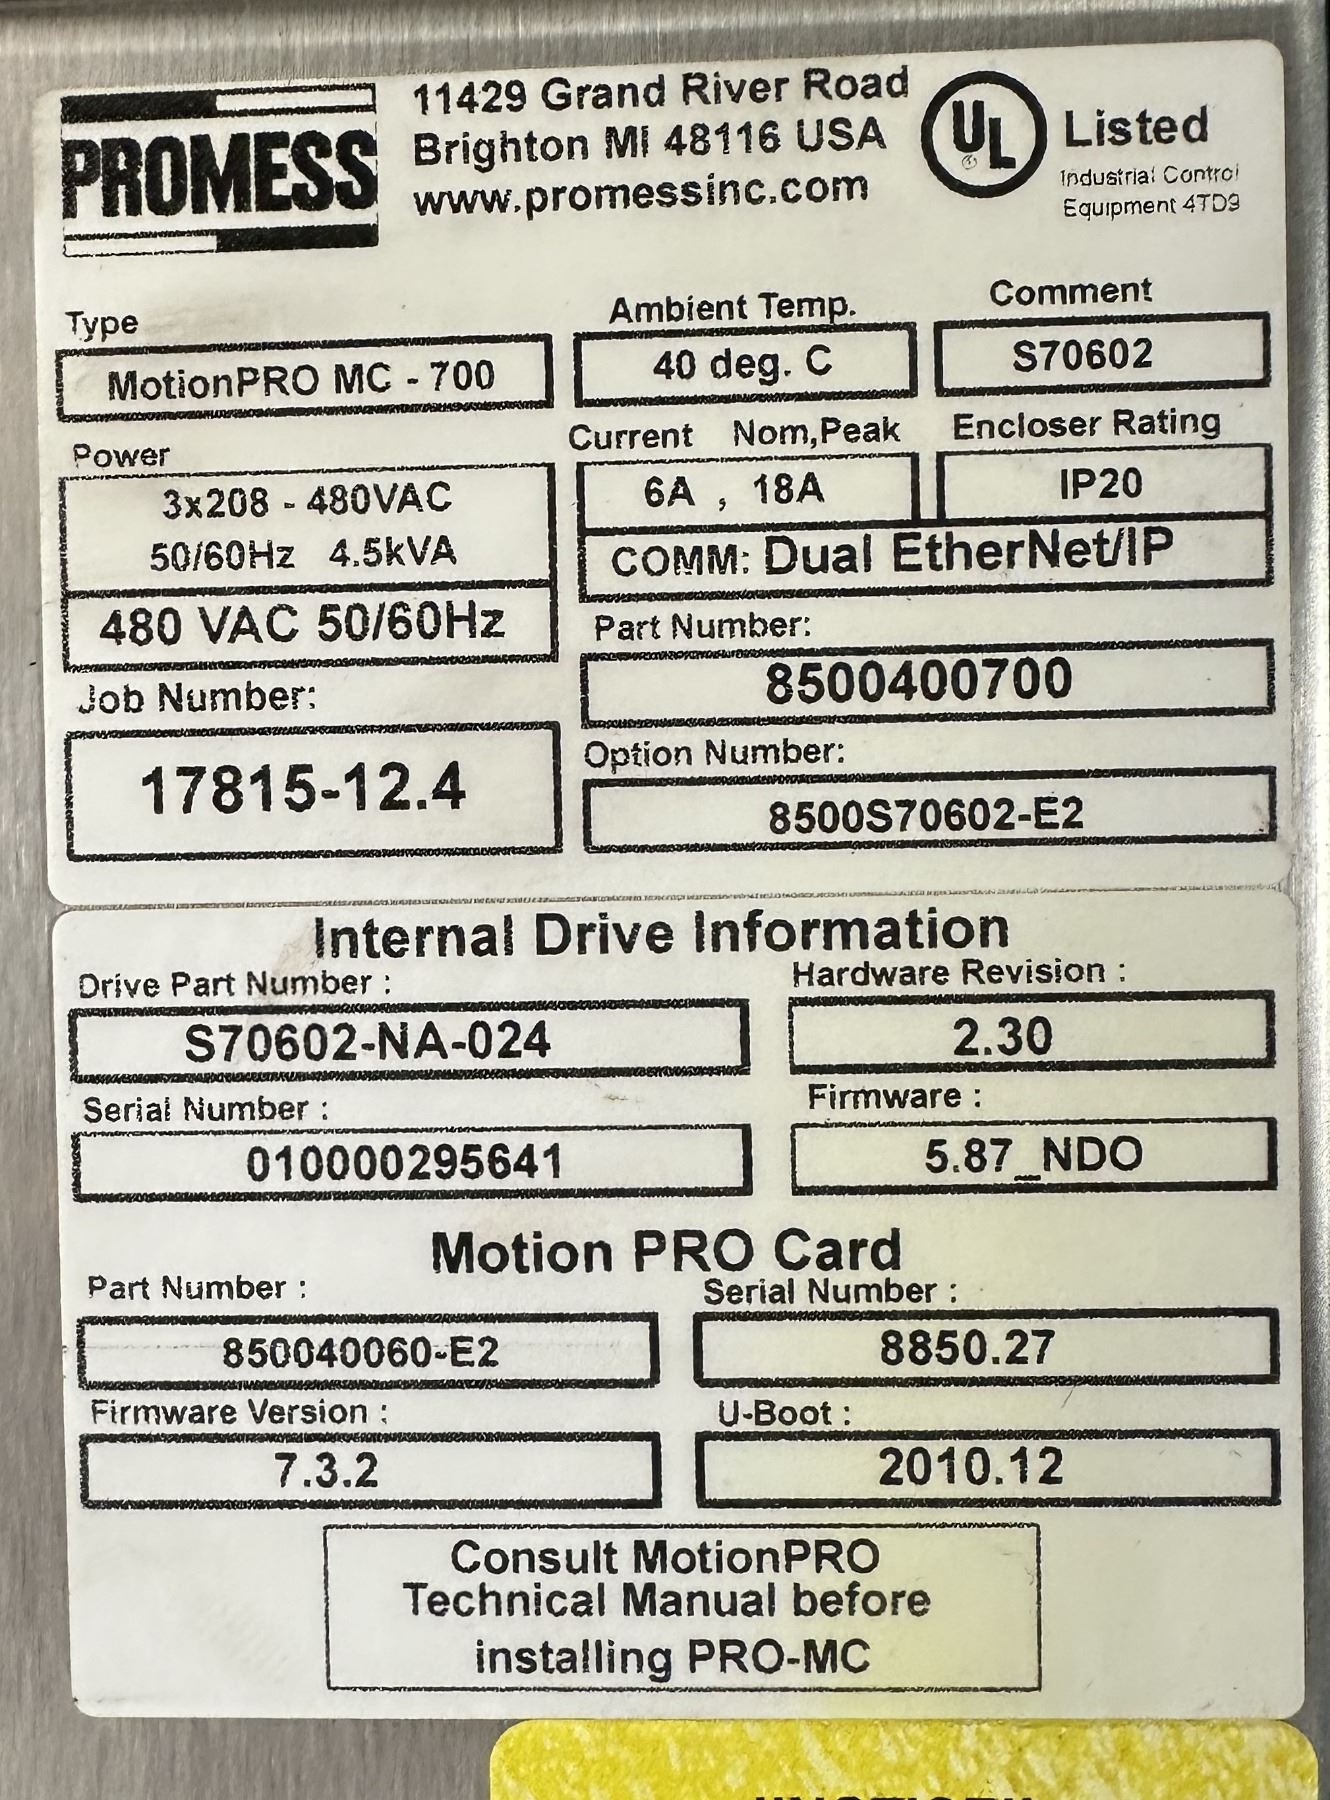 PROMESS
11429 Grand River Road
Brighton MI 48116 USA
www.promessinc.com
UL
Listed
Industrial Control
Equipment 4TD9
Type
MotionPRO MC - 700
Ambient Temp.
40 deg. C
Comment
S70602
Power
3x208 - 480VAC
50/60Hz 4.5kVA
480 VAC 50/60Hz
Current Nom,Peak
6A , 18A
Encloser Rating
IP20
COMM: Dual EtherNet/IP
Part Number:
8500400700
Job Number:
17815-12.4
Option Number:
8500S70602-E2
Internal Drive Information
Drive Part Number :
S70602-NA-024
Hardware Revision :
2.30
Serial Number :
010000295641
Firmware :
5.87_NDO
Motion PRO Card
Part Number :
850040060-E2
Serial Number :
8850.27
Firmware Version :
7.3.2
U-Boot :
2010.12
Consult MotionPRO
Technical Manual before
installing PRO-MC